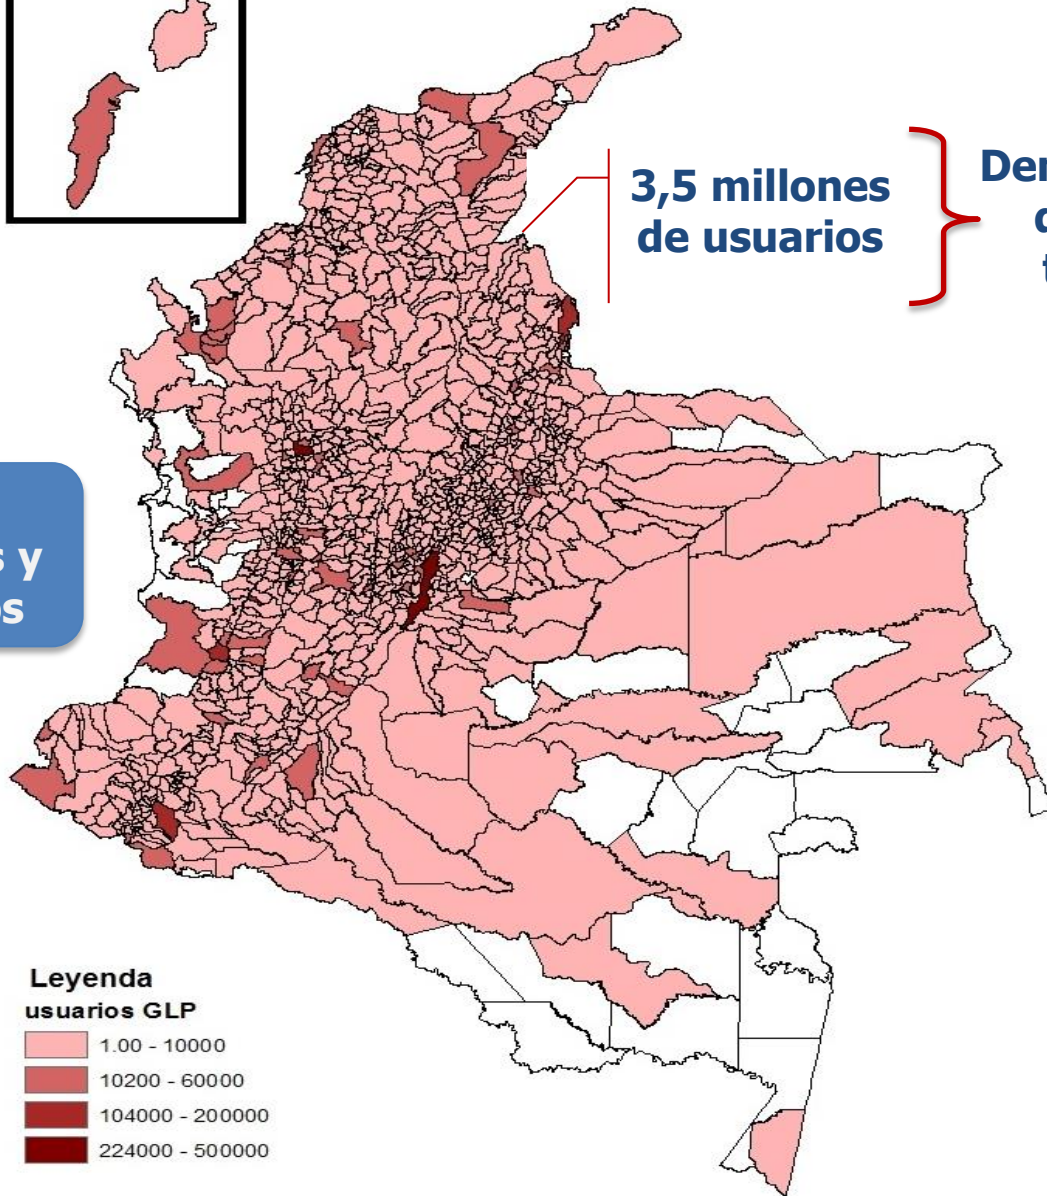 3,5 millones
de usuarios
s y
Leyenda
usuarios GLP
1.00 - 10000
10200 - 60000
104000 - 200000
224000 - 500000